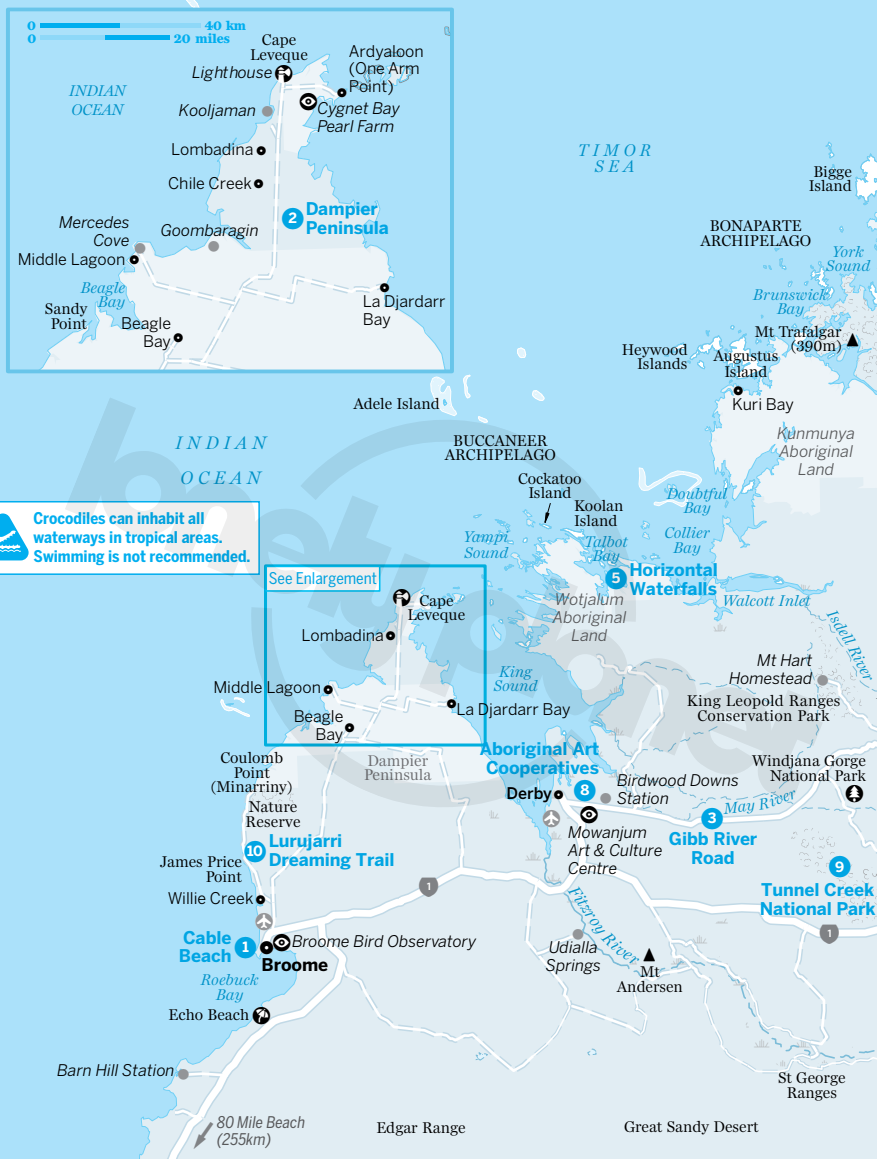 0
40 km
0
20 miles
Cape
Leveque
Lighthouse
Ardyaloon
(One Arm
Point)
INDIAN
OCEAN
Kooljaman
Cygnet Bay
Pearl Farm
Lombadina
Chile Creek
2 Dampier
Peninsula
Mercedes
Cove
Goombaragin
Middle Lagoon
Beagle
Bay
Sandy
Point
Beagle
Bay
La Djardarr
Bay
TIMOR
SEA
Bigge
Island
BONAPARTE
ARCHIPELAGO
York
Sound
Brunswick
Bay
Mt Trafalgar
(390m)
Heywood
Islands
Augustus
Island
Kuri Bay
Adele Island
Kunmunya
Aboriginal
Land
INDIAN
OCEAN
BUCCANEER
ARCHIPELAGO
Cockatoo
Island
Koolan
Island
Doubtful
Bay
Crocodiles can inhabit all
waterways in tropical areas.
Swimming is not recommended.
Yampi
Sound
Talbot
Bay
Collier
Bay
See Enlargement
5 Horizontal
Waterfalls
Cape
Leveque
Wotjalum
Aboriginal
Land
Walcott Inlet
Isdell River
Lombadina
Mt Hart
Homestead
King
Sound
Middle Lagoon
La Djardarr Bay
King Leopold Ranges
Conservation Park
Beagle
Bay
Aboriginal Art
Cooperatives
8
Coulomb
Point
(Minarriny)
Nature
Reserve
Dampier
Peninsula
Windjana Gorge
National Park
Birdwood Downs
Station
Derby
May River
3
Gibb River
Road
Mowanjum
Art & Culture
Centre
10 Lurujarri
Dreaming Trail
James Price
Point
9
Tunnel Creek
National Park
Willie Creek
1
Fitzroy River
1
Cable
Beach
1
Broome Bird Observatory
Broome
Udialla
Springs
Mt
Andersen
Roebuck
Bay
Echo Beach
Barn Hill Station
St George
Ranges
80 Mile Beach
(255km)
Edgar Range
Great Sandy Desert
lonely planet